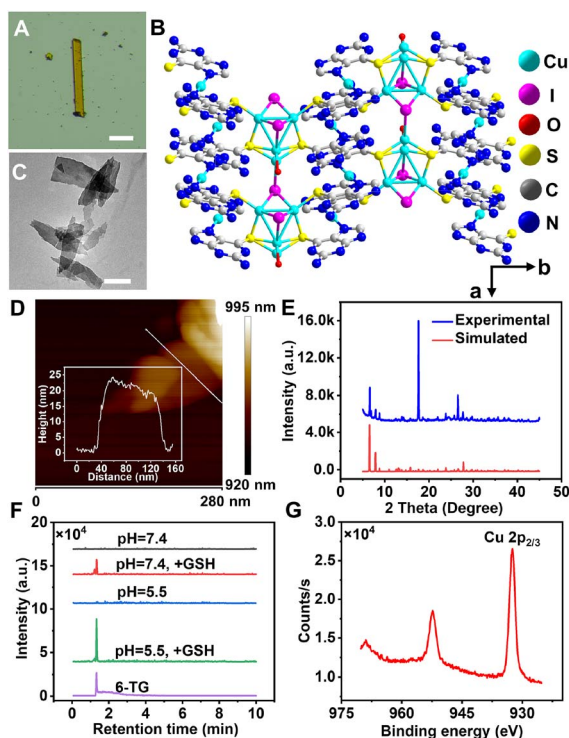 A
B
Cu
I
O
S
C
N
C
b
a
D
995 nm
Height (nm)
25
20
15
10
5
0
0 40 80 120 160
Distance (nm)
920 nm
0
280 nm
E
Experimental
Simulated
Intensity (a.u.)
16.0k
12.0k
8.0k
4.0k
0.0
0 10 20 30 40 50
2 Theta (Degree)
F
×10⁴
Intensity (a.u.)
20
15
10
5
0
pH=7.4
pH=7.4, +GSH
pH=5.5
pH=5.5, +GSH
6-TG
0 2 4 6 8 10
Retention time (min)
G
×10⁴
Cu 2p2/3
Counts/s
3.0
2.5
2.0
1.5
1.0
975 960 945 930
Binding energy (eV)